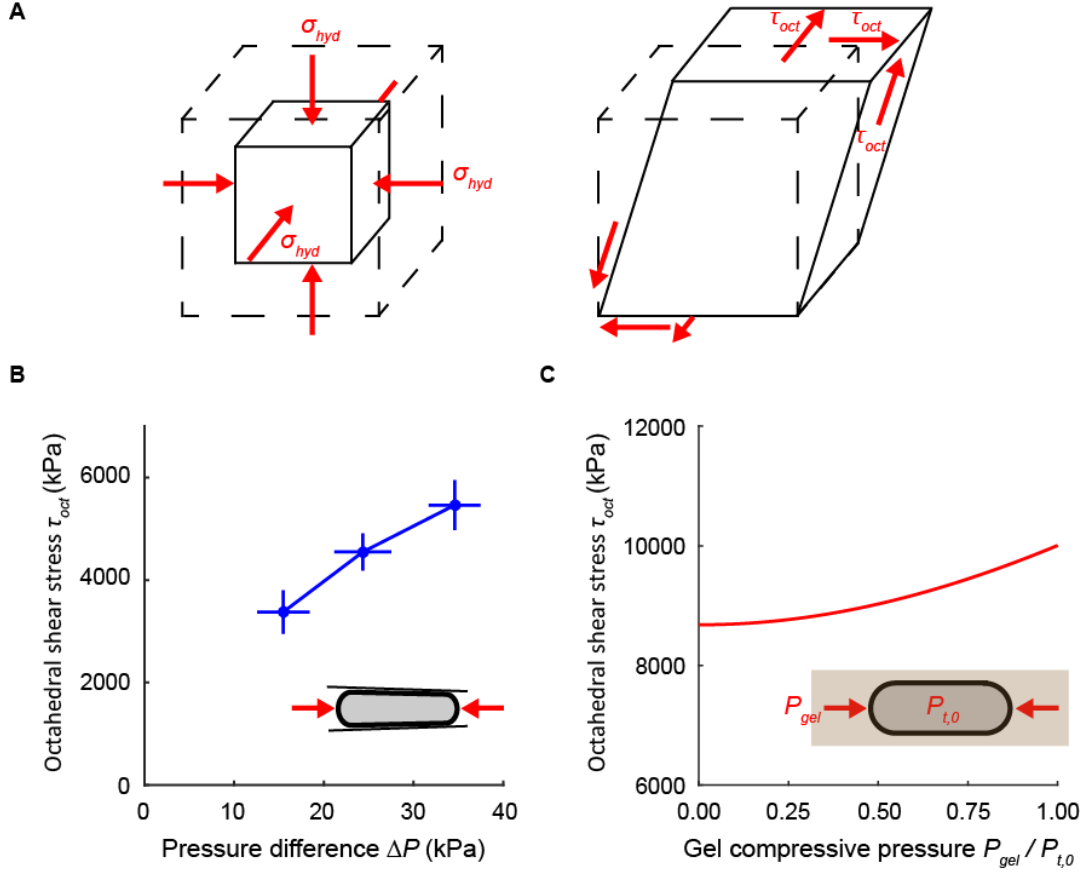 A
σhyd
σhyd
σhyd
τoct
τoct
τoct
B
Octahedral shear stress τoct (kPa)
6000
4000
2000
0
0
10
20
30
40
Pressure difference ΔP (kPa)
C
Octahedral shear stress τoct (kPa)
12000
10000
8000
6000
Pgel
Pt,0
0.00
0.25
0.50
0.75
1.00
Gel compressive pressure Pgel / Pt,0